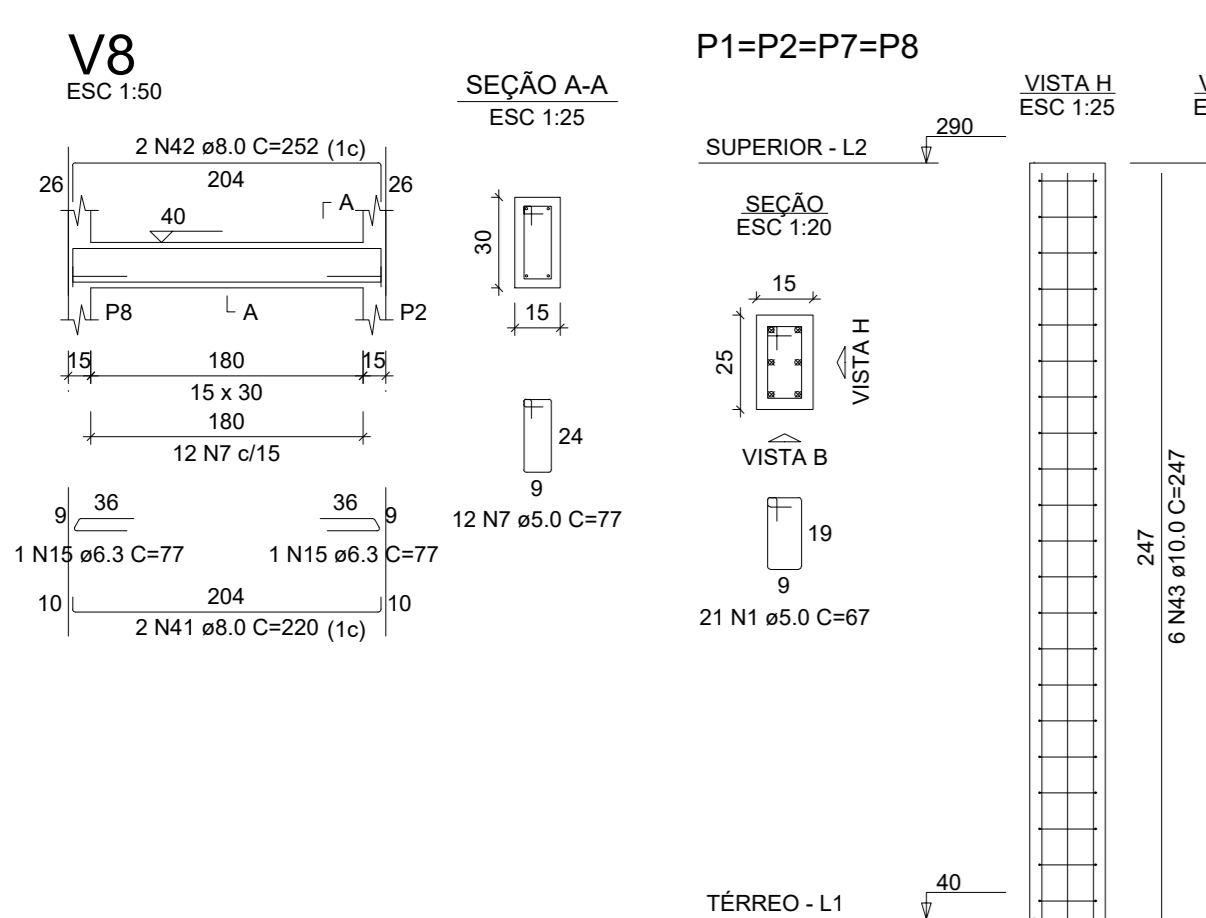 V8
ESC 1:50
2 N42 ø8.0 C=252 (1c)
26
204
26
A
40
P8
A
P2
15
180
15
15 x 30
180
12 N7 c/15
9
36
36
9
1 N15 ø6.3 C=77
1 N15 ø6.3 C=77
10
204
10
2 N41 ø8.0 C=220 (1c)
SEÇÃO A-A
ESC 1:25
30
15
24
9
12 N7 ø5.0 C=77
P1=P2=P7=P8
SUPERIOR - L2
290
SEÇÃO
ESC 1:20
15
25
VISTA H
VISTA B
19
9
21 N1 ø5.0 C=67
TÉRREO - L1
40
VISTA H
ESC 1:25
247
6 N43 ø10.0 C=247